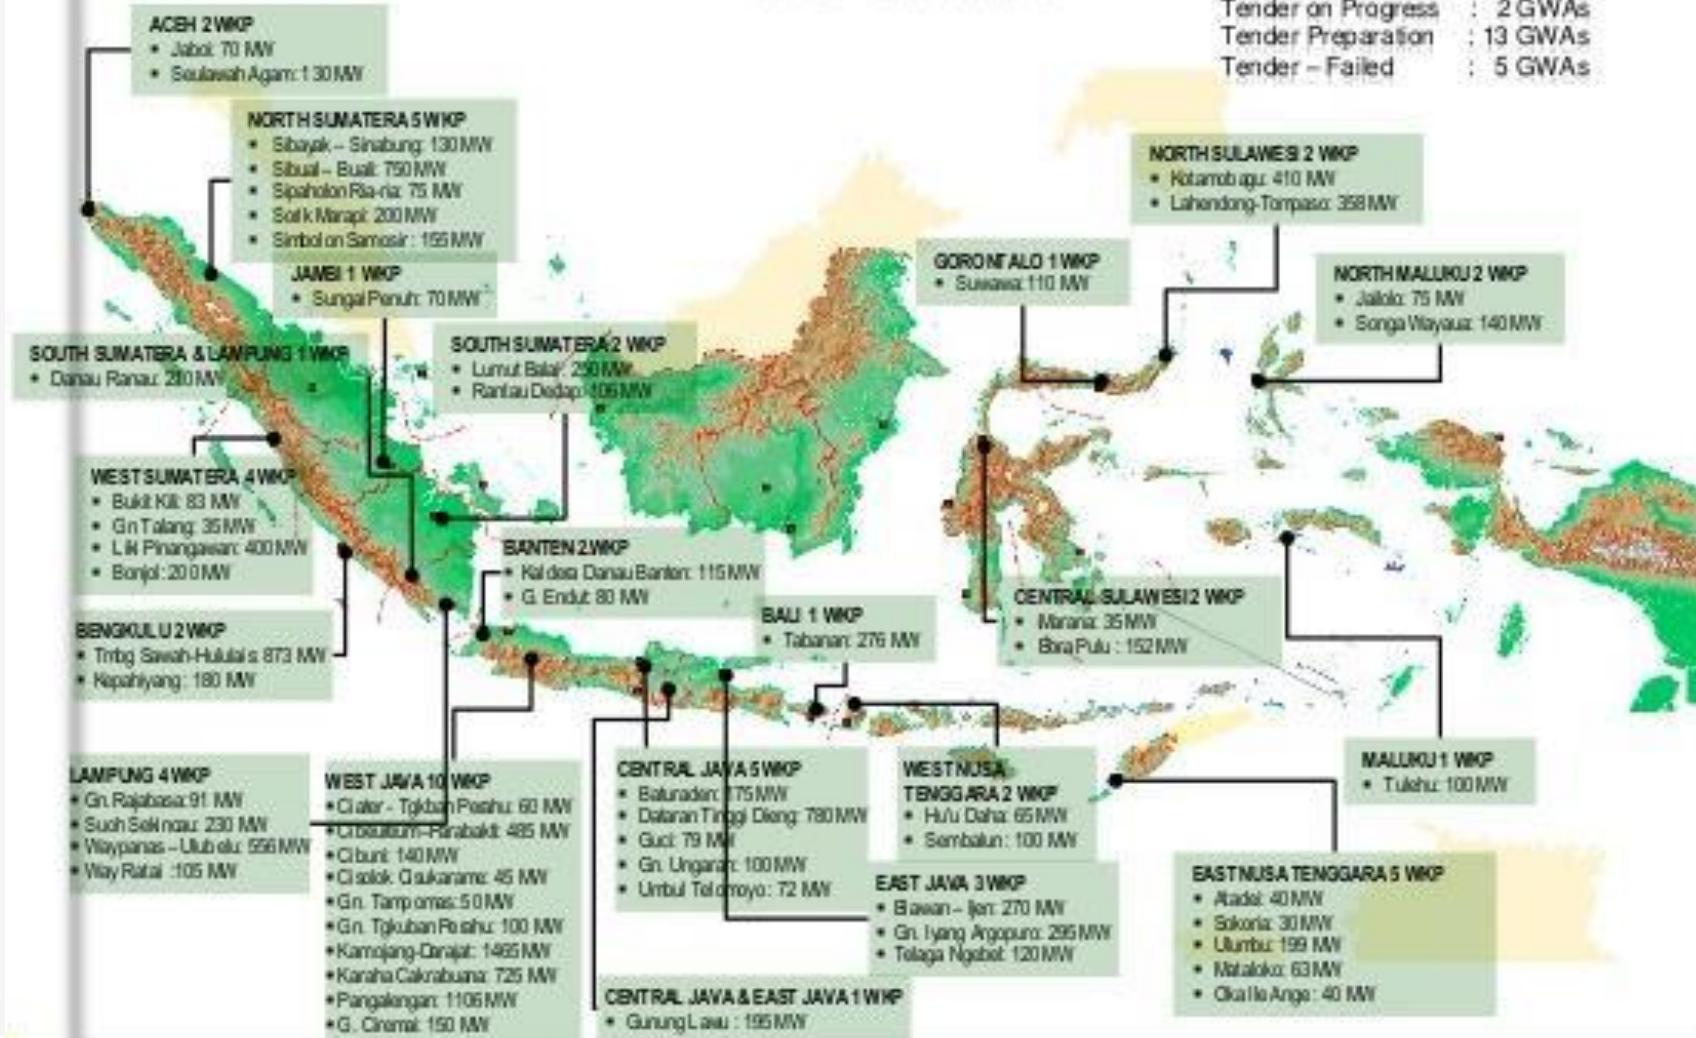 Tender on Progress : 2 GWAs
Tender Preparation : 13 GWAs
Tender – Failed : 5 GWAs
ACEH 2 WKP
• Jaboi: 70 MW
• Seulawah Agam: 130 MW
NORTH SUMATERA 5 WKP
• Sibayak – Sinabung: 130 MW
• Sibual – Buali: 750 MW
• Sipaholon Ria-ria: 75 MW
• Sorik Marapi: 200 MW
• Simbolon Samosir: 155 MW
JAMBI 1 WKP
• Sungai Penuh: 70 MW
SOUTH SUMATERA & LAMPUNG 1 WKP
• Danau Ranau: 210 MW
SOUTH SUMATERA 2 WKP
• Lumut Balai: 250 MW
• Rantau Dedap: 106 MW
WEST SUMATERA 4 WKP
• Bukit Kili: 83 MW
• Gn Talang: 35 MW
• Liki Pinangawan: 400 MW
• Bonjol: 200 MW
BENGKULU 2 WKP
• Tmbg Sawah-Hululais: 873 MW
• Kepahiyang: 180 MW
LAMPUNG 4 WKP
• Gn. Rajabasa: 91 MW
• Suoh Sekincau: 230 MW
• Waypanas – Ulubelu: 556 MW
• Way Ratai : 105 MW
BANTEN 2 WKP
• Kaldera Danau Banten: 115 MW
• G. Endut: 80 MW
WEST JAVA 10 WKP
• Ciater - Tgkban Perahu: 60 MW
• Cibeureum–Parabakti: 485 MW
• Cibuni: 140 MW
• Cisolok Cisukarame: 45 MW
• Gn. Tampomas: 50 MW
• Gn. Tgkuban Perahu: 100 MW
• Kamojang-Darajat: 1465 MW
• Karaha Cakrabuana: 725 MW
• Pangalengan: 1106 MW
• G. Ciremai: 150 MW
CENTRAL JAVA 5 WKP
• Baturaden: 175 MW
• Dataran Tinggi Dieng: 780 MW
• Guci: 79 MW
• Gn. Ungaran: 100 MW
• Umbul Telomoyo: 72 MW
CENTRAL JAVA & EAST JAVA 1 WKP
• Gunung Lawu : 195 MW
EAST JAVA 3 WKP
• Blawan – Ijen: 270 MW
• Gn. Iyang Argopuro: 295 MW
• Telaga Ngebel: 120 MW
BALI 1 WKP
• Tabanan: 276 MW
WEST NUSA
TENGGARA 2 WKP
• Hu'u Daha: 65 MW
• Sembalun: 100 MW
EAST NUSA TENGGARA 5 WKP
• Atadei: 40 MW
• Sokoria: 30 MW
• Ulumbu: 199 MW
• Mataloko: 63 MW
• Oka Ile Ange: 40 MW
GORONTALO 1 WKP
• Suwawa: 110 MW
NORTH SULAWESI 2 WKP
• Kotamobagu: 410 MW
• Lahendong-Tompaso: 358 MW
NORTH MALUKU 2 WKP
• Jailolo: 75 MW
• Songa Wayaua: 140 MW
CENTRAL SULAWESI 2 WKP
• Marana: 35 MW
• Bora Pulu : 152 MW
MALUKU 1 WKP
• Tulehu: 100 MW